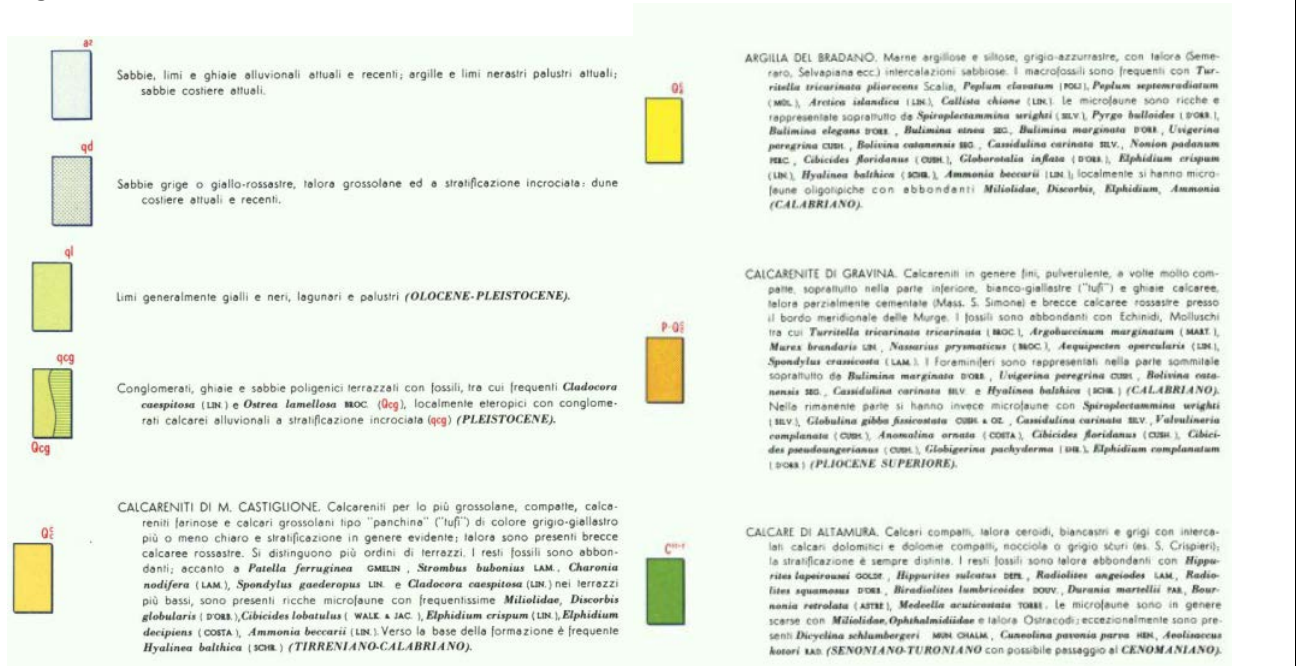 a²
Sabbie, limi e ghiaie alluvionali attuali e recenti; argille e limi nerastri palustri attuali;
sabbie costiere attuali.
qd
Sabbie grige o giallo-rossastre, talora grossolane ed a stratificazione incrociata: dune
costiere attuali e recenti.
ql
Limi generalmente gialli e neri, lagunari e palustri (OLOCENE-PLEISTOCENE).
qcg
Conglomerati, ghiaie e sabbie poligenici terrazzati con fossili, tra cui frequenti Cladocora
caespitosa (LIN.) e Ostrea lamellosa BROC. (Qcg), localmente eteropici con conglome-
rati calcarei alluvionali a stratificazione incrociata (qcg) (PLEISTOCENE).
Qcg
CALCARENITI DI M. CASTIGLIONE. Calcareniti per lo più grossolane, compatte, calca-
reniti farinose e calcari grossolani tipo "panchina" ("tufi") di colore grigio-giallastro
più o meno chiaro e stratificazione in genere evidente; talora sono presenti brecce
calcaree rossastre. Si distinguono più ordini di terrazzi. I resti fossili sono abbon-
danti; accanto a Patella ferruginea GMELIN, Strombus bubonius LAM., Charonia
nodifera (LAM.), Spondylus gaederopus LIN. e Cladocora caespitosa (LIN.) nei terrazzi
più bassi, sono presenti ricche microfaune con frequentissime Miliolidae, Discorbis
globularis (D'ORB.), Cibicides lobatulus (WALK. & JAC.), Elphidium crispum (LIN.), Elphidium
decipiens (COSTA), Ammonia beccarii (LIN.). Verso la base della formazione è frequente
Hyalinea balthica (SCHR.) (TIRRENIANO-CALABRIANO).
ARGILLA DEL BRADANO. Marne argillose e siltose, grigio-azzurrastre, con talora (Seme-
raro, Selvapiana ecc.) intercalazioni sabbiose. I macrofossili sono frequenti con Tur-
ritella tricarinata pliorecens Scalia, Peplum clavatum (POLI), Peplum septemradiatum
(MÜL.), Arctica islandica (LIN.), Callista chione (LIN.). Le microfaune sono ricche e
rappresentate soprattutto da Spiroplectammina wrighti (SILV.), Pyrgo bulloides (D'ORB.),
Bulimina elegans D'ORB., Bulimina etnea SEG., Bulimina marginata D'ORB., Uvigerina
peregrina CUSH., Bolivina catanensis SEG., Cassidulina carinata SILV., Nonion padanum
PERC., Cibicides floridanus (CUSH.), Globorotalia inflata (D'ORB.), Elphidium crispum
(LIN.), Hyalinea balthica (SCHR.), Ammonia beccarii (LIN.); localmente si hanno micro-
faune oligotipiche con abbondanti Miliolidae, Discorbis, Elphidium, Ammonia
(CALABRIANO).
CALCARENITE DI GRAVINA. Calcareniti in genere fini, pulverulente, a volte molto com-
patte, soprattutto nella parte inferiore, bianco-giallastre ("tufi") e ghiaie calcaree,
talora parzialmente cementate (Mass. S. Simone) e brecce calcaree rossastre presso
il bordo meridionale delle Murge. I fossili sono abbondanti con Echinidi, Molluschi
tra cui Turritella tricarinata tricarinata (BROC.), Argobuccinum marginatum (MART.),
Murex brandaris LIN., Nassarius prysmaticus (BROC.), Aequipecten opercularis (LIN.),
Spondylus crassicosta (LAM.). I Foraminiferi sono rappresentati nella parte sommitale
soprattutto da Bulimina marginata D'ORB., Uvigerina peregrina CUSH., Bolivina cata-
nensis SEG., Cassidulina carinata SILV. e Hyalinea balthica (SCHR.) (CALABRIANO).
Nella rimanente parte si hanno invece microfaune con Spiroplectammina wrighti
(SILV.), Globulina gibba fissicostata CUSH. & OZ., Cassidulina carinata SILV., Valvulineria
complanata (CUSH.), Anomalina ornata (COSTA), Cibicides floridanus (CUSH.), Cibici-
des pseudoungerianus (CUSH.), Globigerina pachyderma (EHR.), Elphidium complanatum
(D'ORB.) (PLIOCENE SUPERIORE).
CALCARE DI ALTAMURA. Calcari compatti, talora ceroidi, biancastri e grigi con interca-
lati calcari dolomitici e dolomie compatti, nocciola o grigio scuri (es. S. Crispieri);
la stratificazione è sempre distinta. I resti fossili sono talora abbondanti con Hippu-
rites lapeirousei GOLDF., Hippurites sulcatus DEFR., Radiolites angeiodes LAM., Radio-
lites squamosus D'ORB., Biradiolites lumbricoides DOUV., Durania martellii PAR., Bour-
nonia retrolata (ASTRE), Medeella acuticostata TORRE. Le microfaune sono in genere
scarse con Miliolidae, Ophthalmidiidae e talora Ostracodi; eccezionalmente sono pre-
senti Dicyclina schlumbergeri MUN. CHALM., Cuneolina pavonia parva HEN., Aeolisaccus
kotori RAD. (SENONIANO-TURONIANO con possibile passaggio al CENOMANIANO).